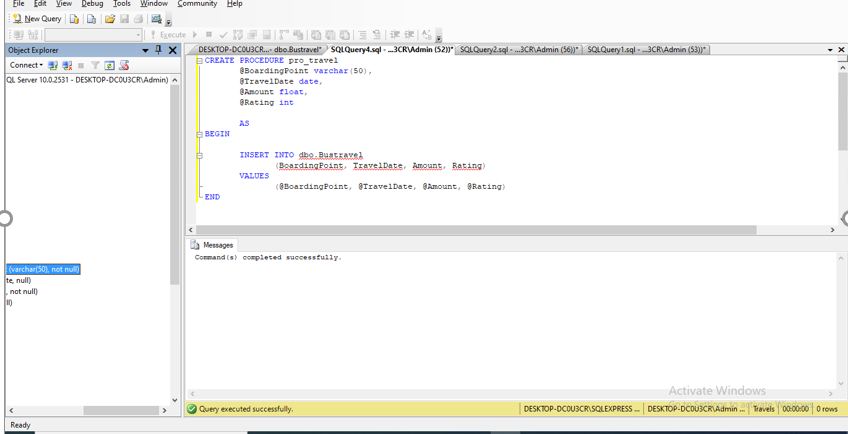 File Edit View Debug Tools Window Community Help
New Query
Execute
Object Explorer
DESKTOP-DC0U3CR...- dbo.Bustravel* SQLQuery4.sql - ...3CR\Admin (52))* SQLQuery2.sql - ...3CR\Admin (56))* SQLQuery1.sql - ...3CR\Admin (53))*
Connect
QL Server 10.0.2531 - DESKTOP-DC0U3CR\Admin)
(varchar(50), not null)
te, null)
, not null)
ll)
CREATE PROCEDURE pro_travel
@BoardingPoint varchar(50),
@TravelDate date,
@Amount float,
@Rating int
AS
BEGIN
INSERT INTO dbo.Bustravel
(BoardingPoint, TravelDate, Amount, Rating)
VALUES
(@BoardingPoint, @TravelDate, @Amount, @Rating)
END
Messages
Command(s) completed successfully.
Activate Windows
Query executed successfully. DESKTOP-DC0U3CR\SQLEXPRESS ... DESKTOP-DC0U3CR\Admin ... Travels 00:00:00 0 rows
Ready